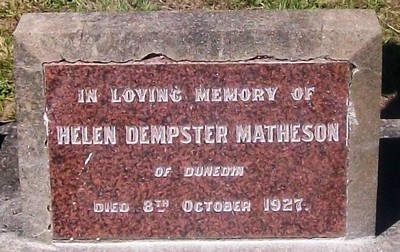 IN LOVING MEMORY OF
HELEN DEMPSTER MATHESON
OF DUNEDIN
DIED 8TH OCTOBER 1927.